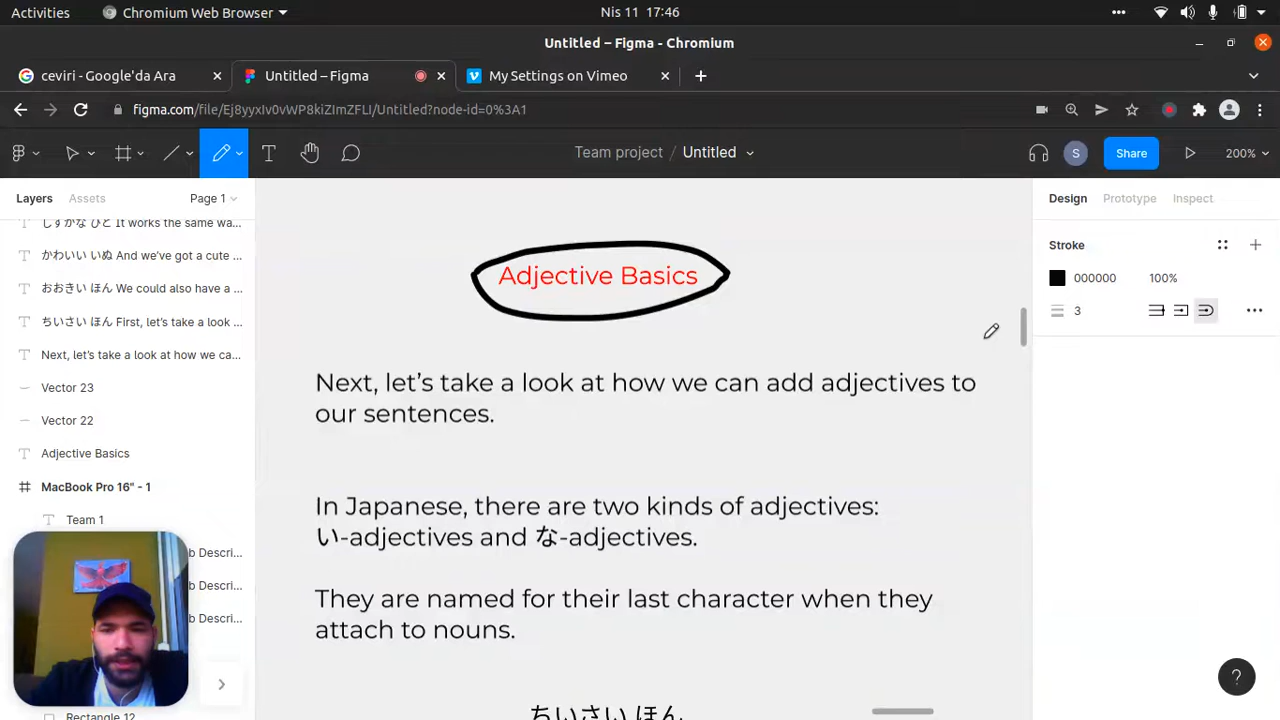 Activities
Chromium Web Browser
Nis 11 17:46
Untitled – Figma - Chromium
ceviri - Google'da Ara
Untitled – Figma
My Settings on Vimeo
figma.com/file/Ej8yyxIv0vWP8kiZImZFLI/Untitled?node-id=0%3A1
Team project / Untitled
S
Share
200%
Layers
Assets
Page 1
Design
Prototype
Inspect
しずかな ひと It works the same wa...
かわいい いぬ And we've got a cute ...
おおきい ほん We could also have a ...
ちいさい ほん First, let's take a look ...
Next, let's take a look at how we ca...
Vector 23
Vector 22
Adjective Basics
MacBook Pro 16" - 1
Team 1
b Descri...
b Descri...
b Descri...
Rectangle 12
Adjective Basics
Next, let's take a look at how we can add adjectives to
our sentences.
In Japanese, there are two kinds of adjectives:
い-adjectives and な-adjectives.
They are named for their last character when they
attach to nouns.
ちいさい ほん
Stroke
000000
100%
3
?